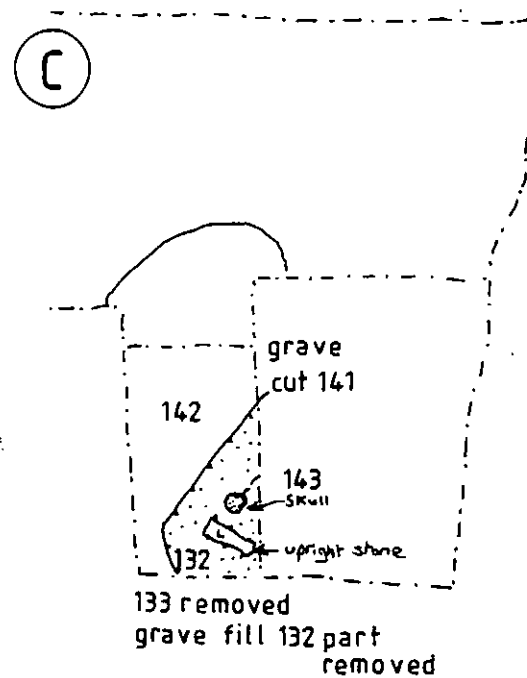 C
grave
cut 141
142
143
skull
upright stone
132
133 removed
grave fill 132 part
removed